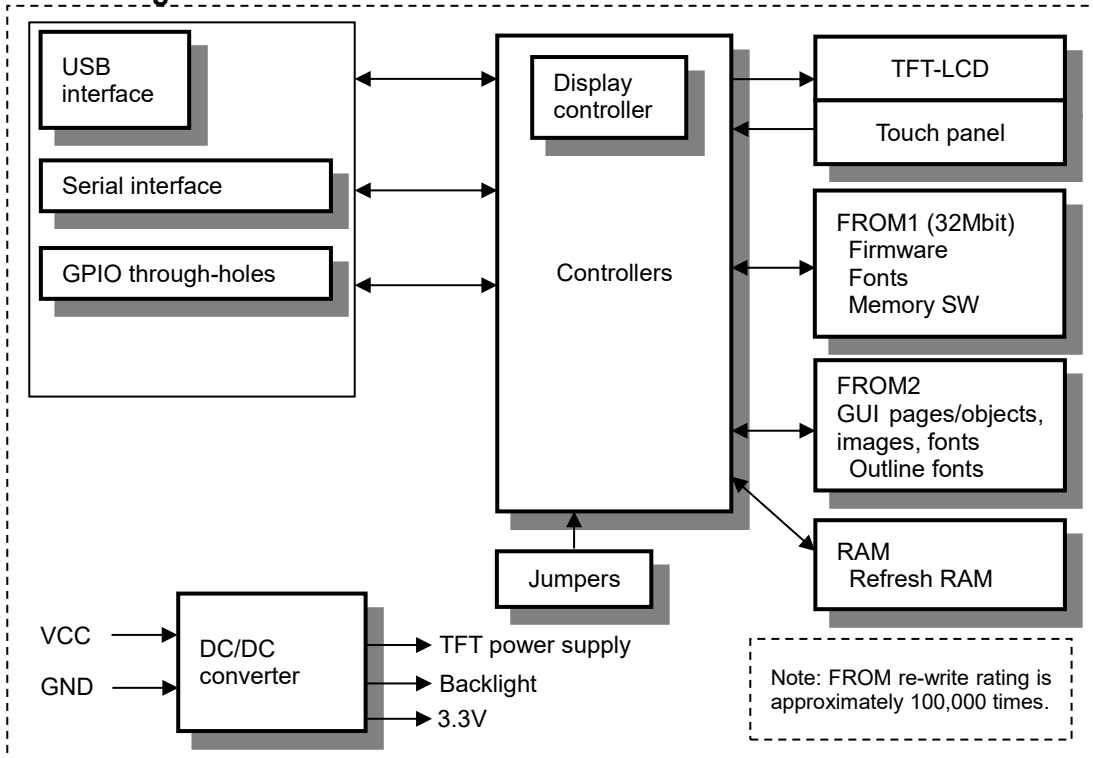 USB
interface
Serial interface
GPIO through-holes
Display
controller
Controllers
TFT-LCD
Touch panel
FROM1 (32Mbit)
Firmware
Fonts
Memory SW
FROM2
GUI pages/objects,
images, fonts
Outline fonts
RAM
Refresh RAM
Jumpers
VCC
GND
DC/DC
converter
TFT power supply
Backlight
3.3V
Note: FROM re-write rating is
approximately 100,000 times.